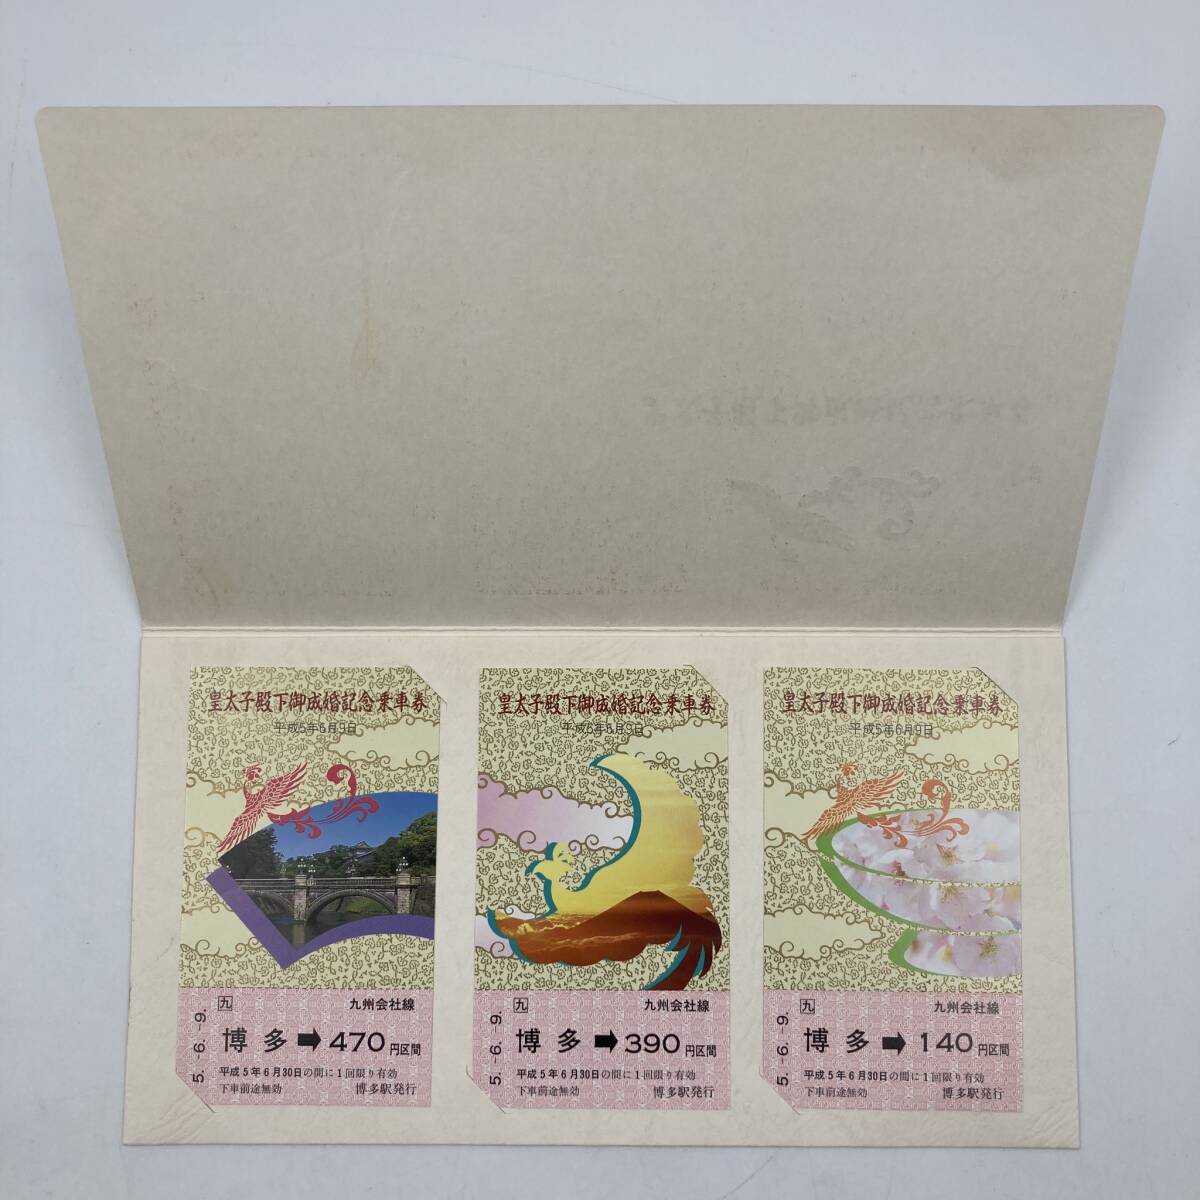 皇太子殿下御成婚記念乗車券
平成5年6月9日
5.-6.-9.
九
九州会社線
博多➡470円区間
平成5年6月30日の間に1回限り有効
下車前途無効 博多駅発行
皇太子殿下御成婚記念乗車券
平成5年6月9日
5.-6.-9.
九
九州会社線
博多➡390円区間
平成5年6月30日の間に1回限り有効
下車前途無効 博多駅発行
皇太子殿下御成婚記念乗車券
平成5年6月9日
5.-6.-9.
九
九州会社線
博多➡140円区間
平成5年6月30日の間に1回限り有効
下車前途無効 博多駅発行